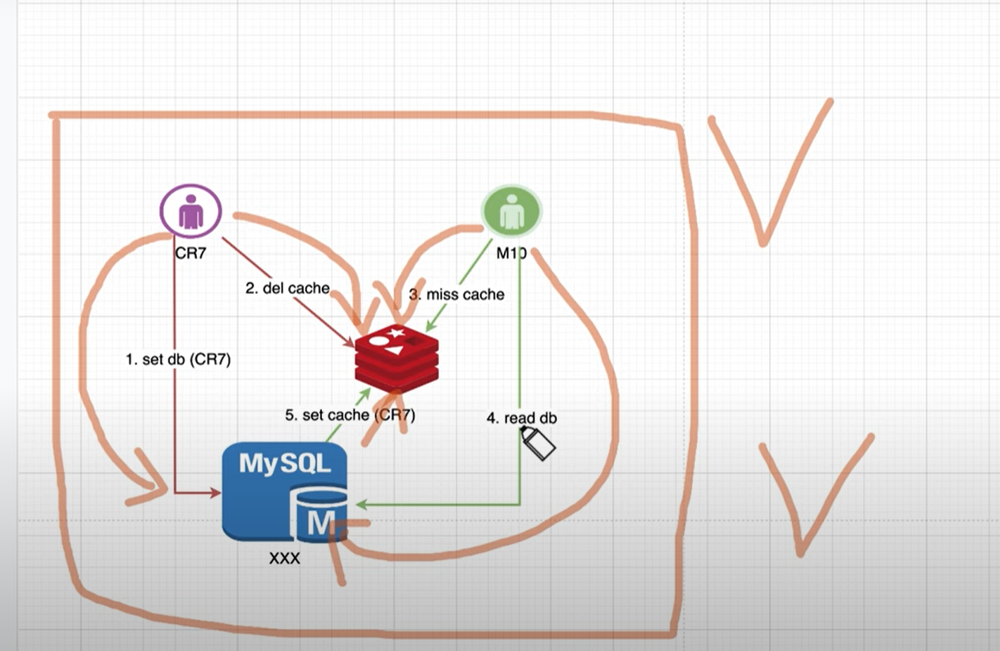 CR7
M10
2. del cache
3. miss cache
1. set db (CR7)
5. set cache (CR7)
4. read db
MySQL
M
XXX